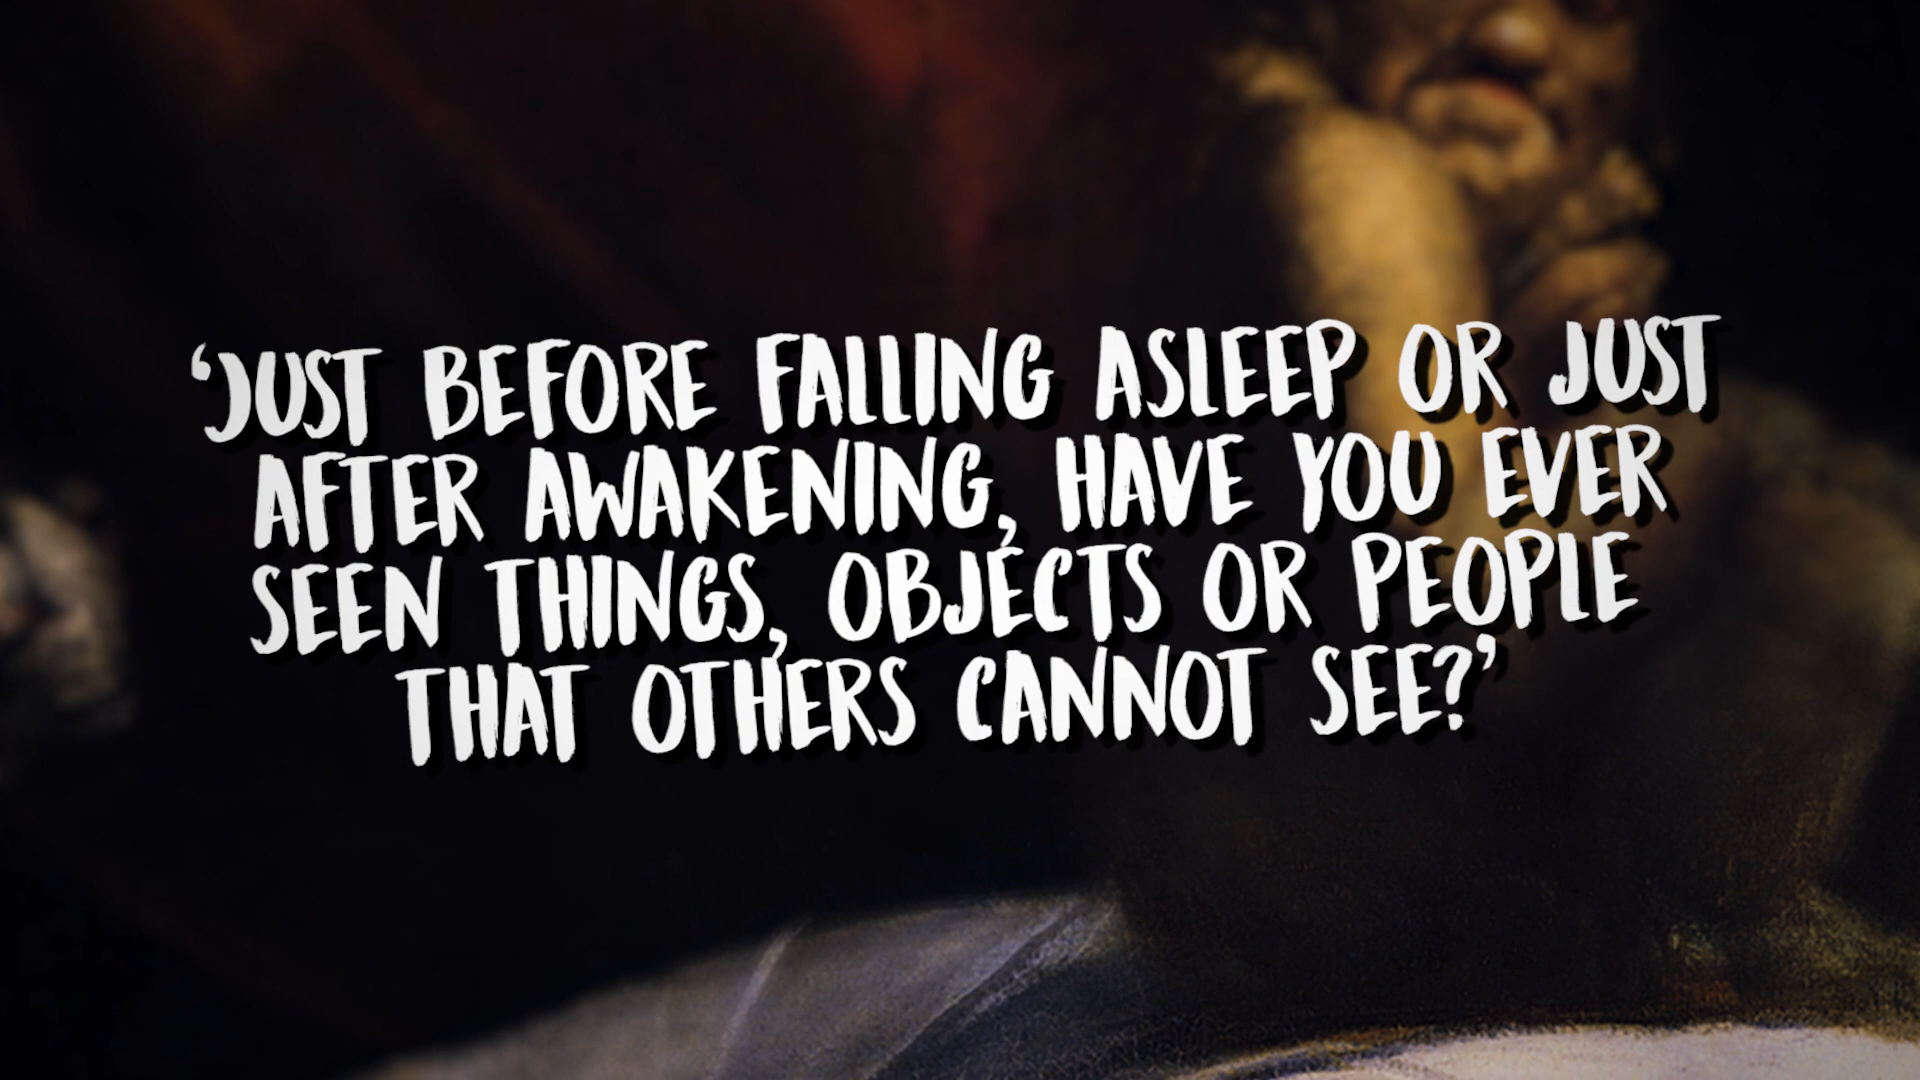 ‘JUST BEFORE FALLING ASLEEP OR JUST
AFTER AWAKENING, HAVE YOU EVER
SEEN THINGS, OBJECTS OR PEOPLE
THAT OTHERS CANNOT SEE?’